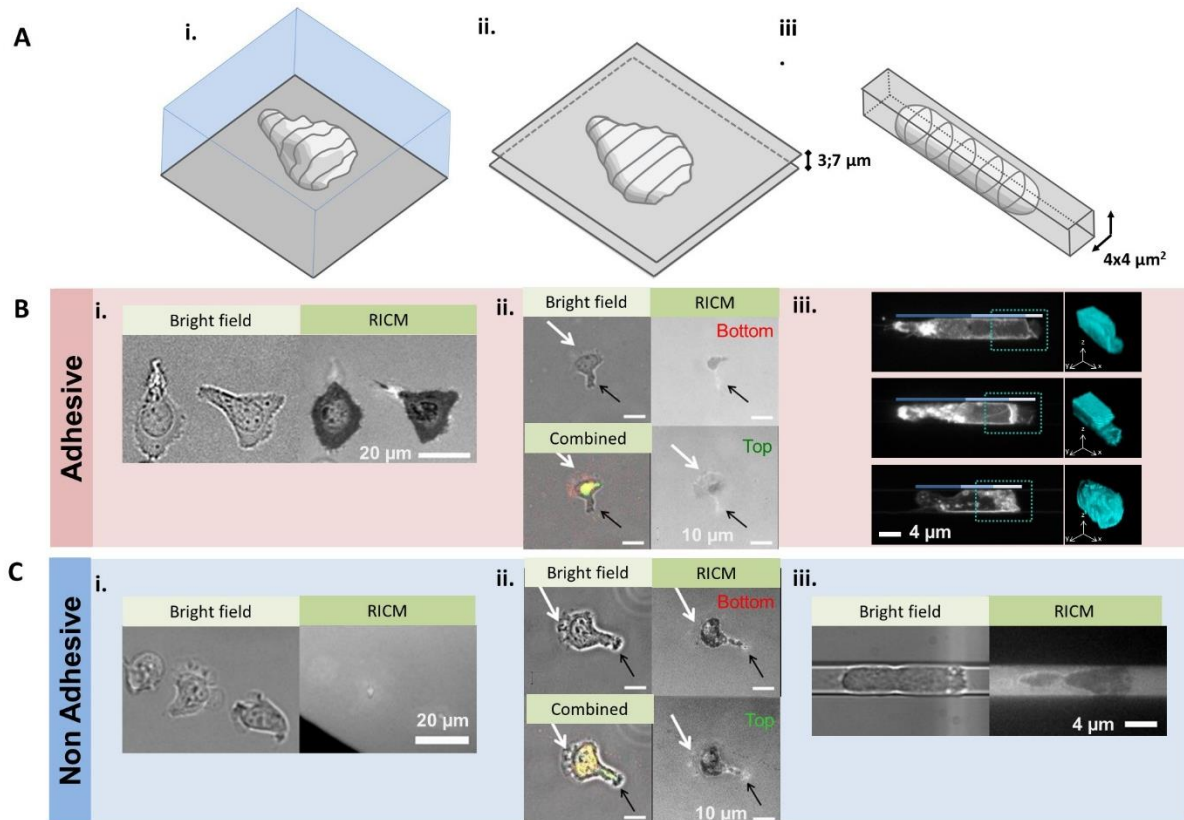 A
i.
ii.
iii
.
3;7 µm
4x4 µm²
B
Adhesive
i.
Bright field
RICM
20 µm
ii.
Bright field
RICM
Bottom
Combined
Top
10 µm
iii.
z
y
x
z
y
x
z
y
x
4 µm
C
Non Adhesive
i.
Bright field
RICM
20 µm
ii.
Bright field
RICM
Bottom
Combined
Top
10 µm
iii.
Bright field
RICM
4 µm